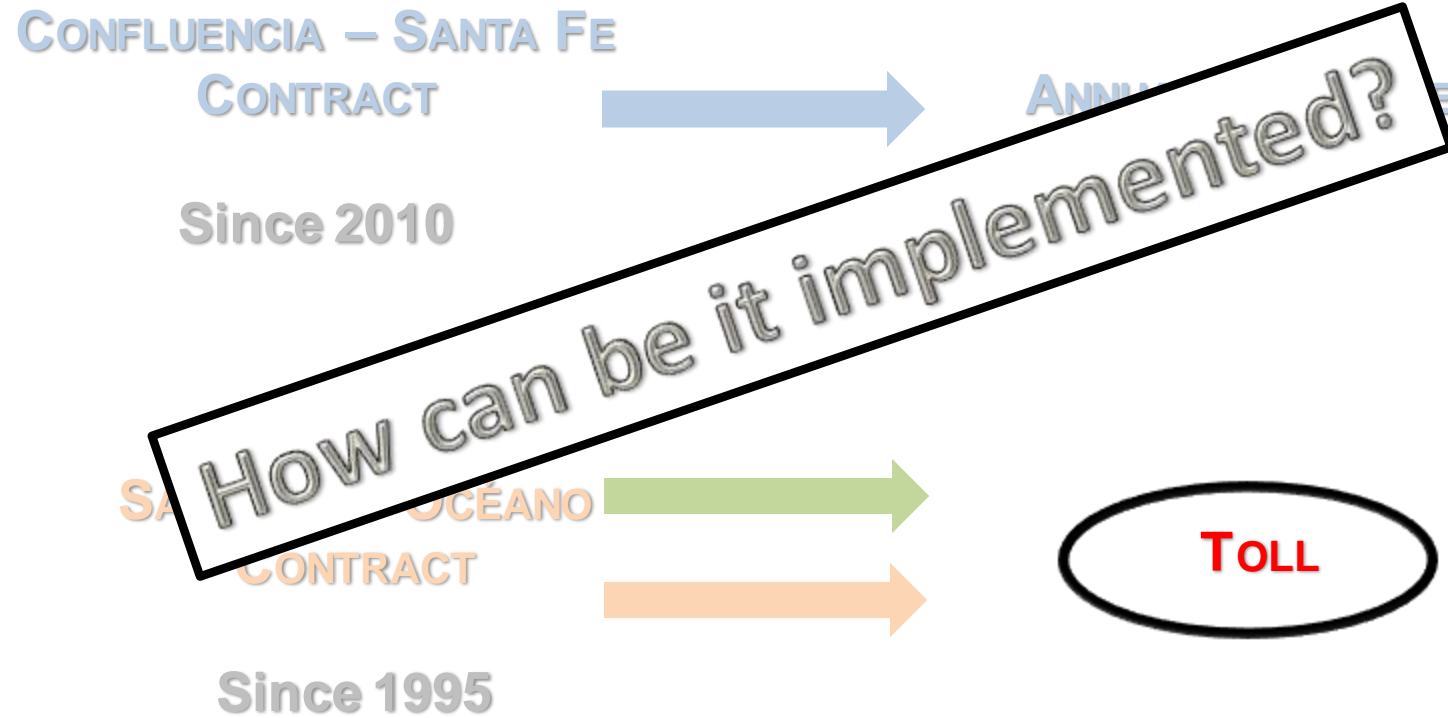 CONFLUENCIA – SANTA FE
CONTRACT
Since 2010
How can be it implemented?
OCÉANO
CONTRACT
TOLL
Since 1995